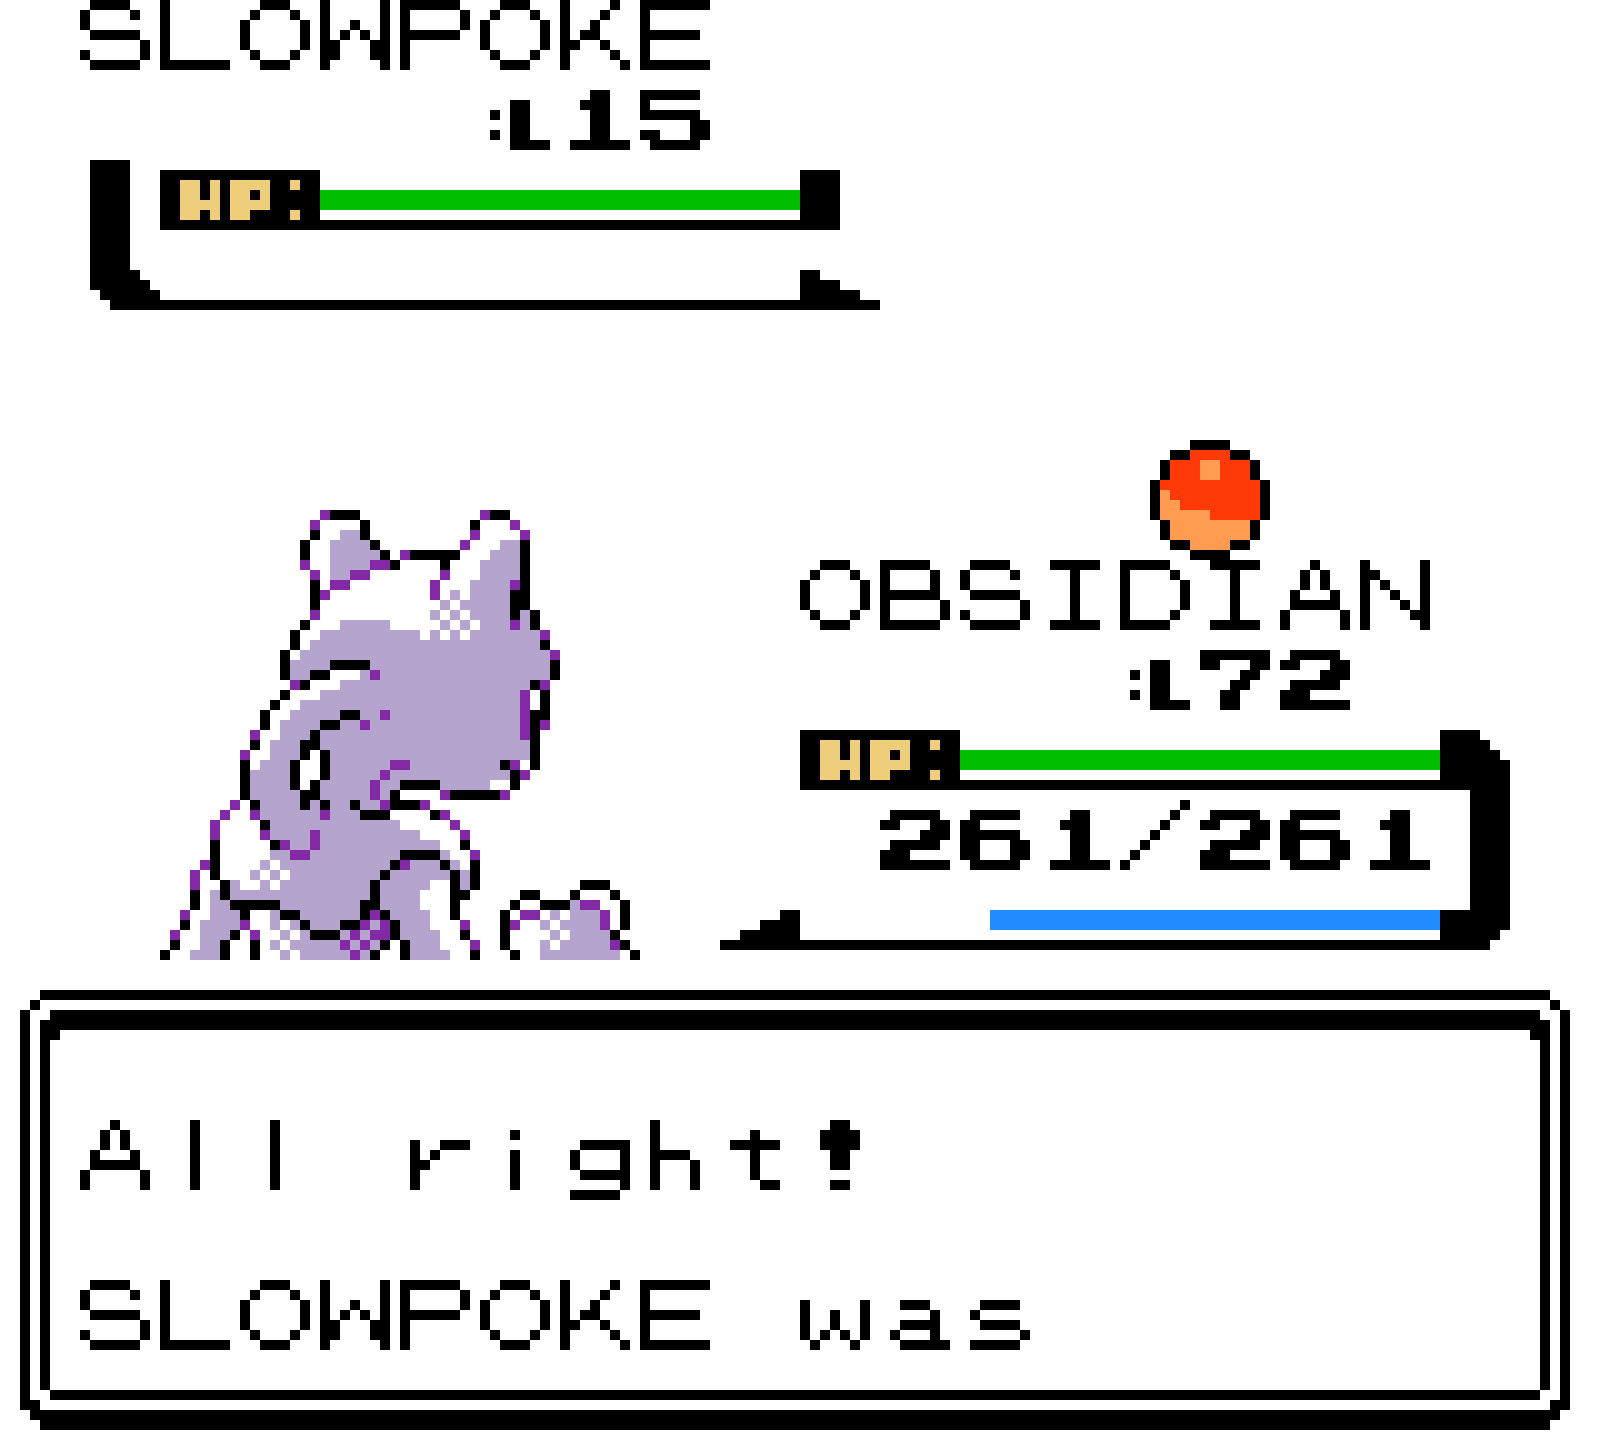 SLOWPOKE
:L15
HP:
OBSIDIAN
:L72
HP:
261/261
All right!
SLOWPOKE was